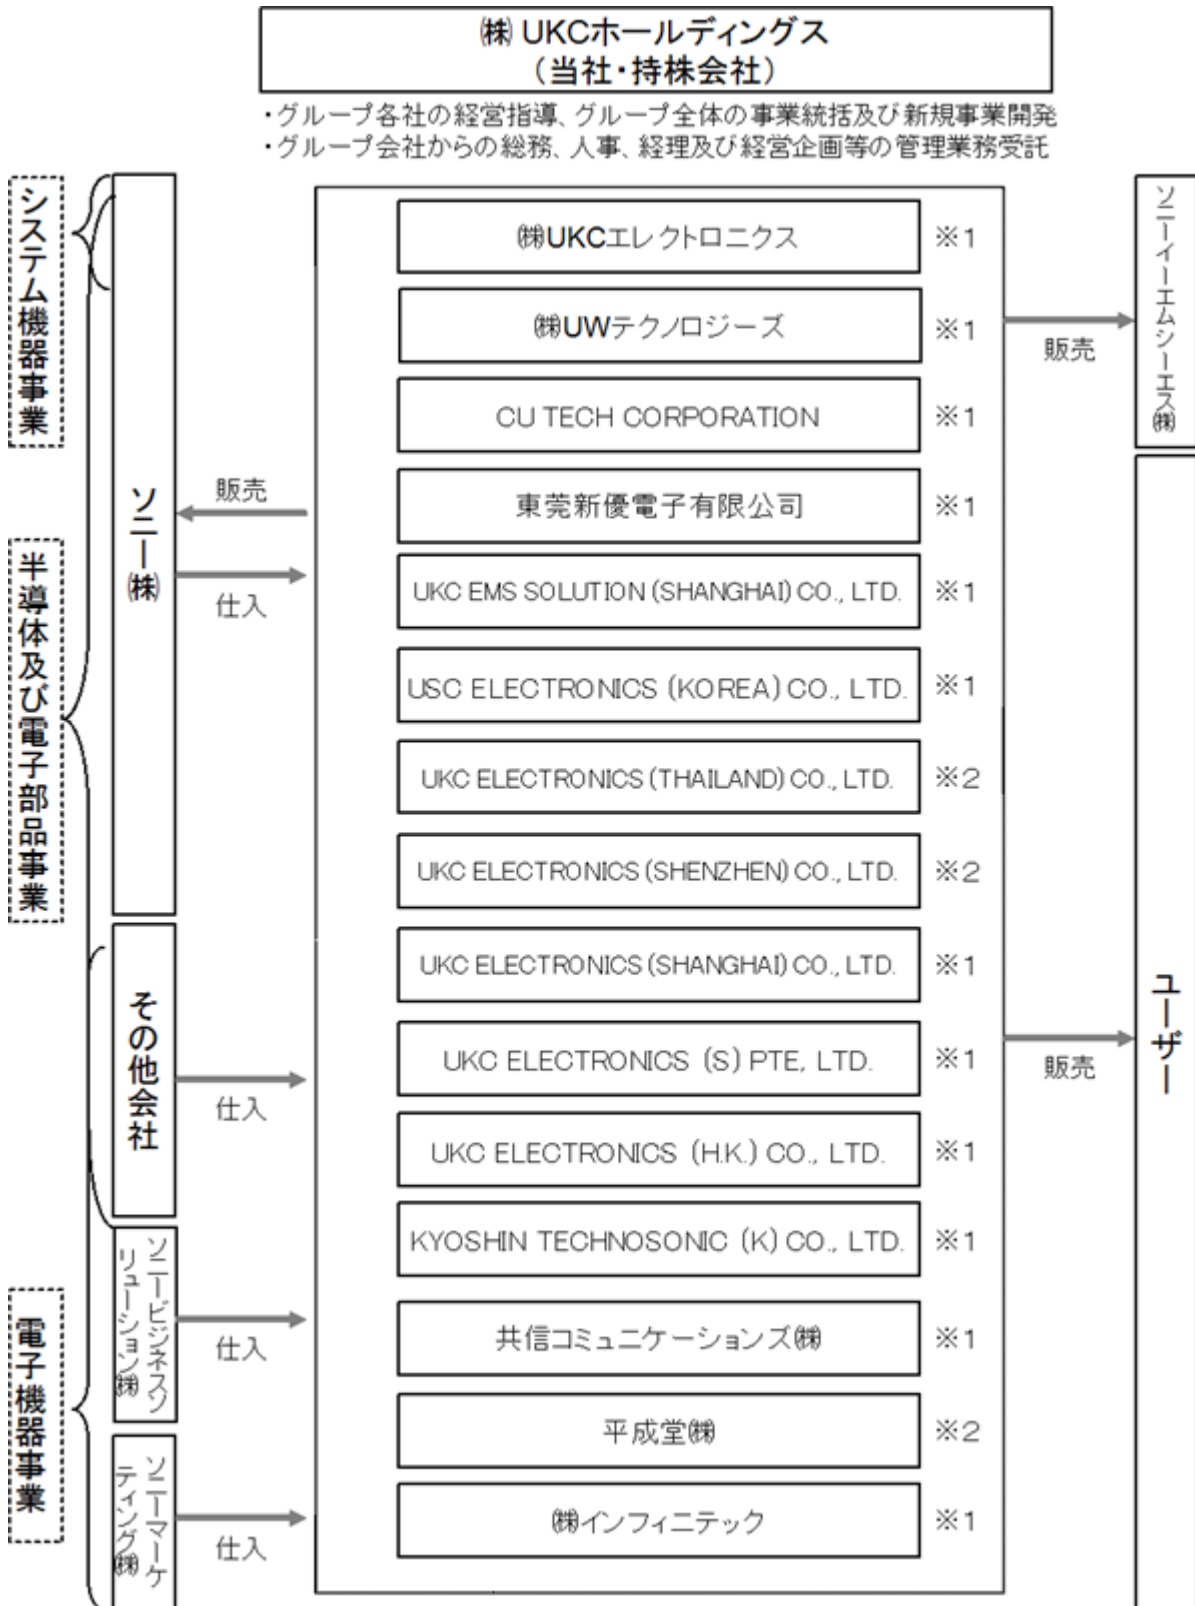 ㈱UKCホールディングス
(当社・持株会社)
・グループ各社の経営指導、グループ全体の事業統括及び新規事業開発
・グループ会社からの総務、人事、経理及び経営企画等の管理業務受託
システム機器事業
半導体及び電子部品事業
電子機器事業
ソニー㈱
その他会社
ソニービジネスソ
リューション㈱
ソニーマーケ
ティング㈱
販売
仕入
仕入
仕入
仕入
㈱UKCエレクトロニクス ※1
㈱UWテクノロジーズ ※1
CU TECH CORPORATION ※1
東莞新優電子有限公司 ※1
UKC EMS SOLUTION (SHANGHAI) CO., LTD. ※1
USC ELECTRONICS (KOREA) CO., LTD. ※1
UKC ELECTRONICS (THAILAND) CO., LTD. ※2
UKC ELECTRONICS (SHENZHEN) CO., LTD. ※2
UKC ELECTRONICS (SHANGHAI) CO., LTD. ※1
UKC ELECTRONICS (S) PTE, LTD. ※1
UKC ELECTRONICS (H.K.) CO., LTD. ※1
KYOSHIN TECHNOSONIC (K) CO., LTD. ※1
共信コミュニケーションズ㈱ ※1
平成堂㈱ ※2
㈱インフィニテック ※1
販売
販売
ソニーイーエムシーエス㈱
ユーザー